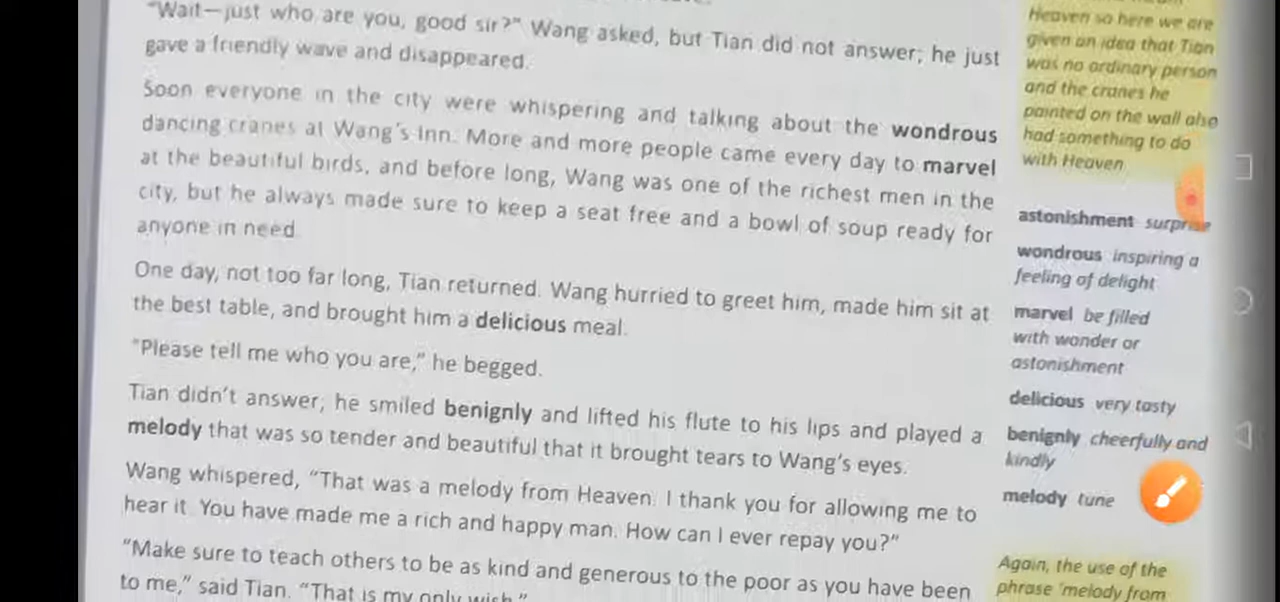 "Wait—just who are you, good sir?" Wang asked, but Tian did not answer; he just
gave a friendly wave and disappeared.
Soon everyone in the city were whispering and talking about the wondrous
dancing cranes at Wang's Inn. More and more people came every day to marvel
at the beautiful birds, and before long, Wang was one of the richest men in the
city, but he always made sure to keep a seat free and a bowl of soup ready for
anyone in need.
One day, not too far long, Tian returned. Wang hurried to greet him, made him sit at
the best table, and brought him a delicious meal.
"Please tell me who you are," he begged.
Tian didn't answer; he smiled benignly and lifted his flute to his lips and played a
melody that was so tender and beautiful that it brought tears to Wang's eyes.
Wang whispered, "That was a melody from Heaven. I thank you for allowing me to
hear it. You have made me a rich and happy man. How can I ever repay you?"
"Make sure to teach others to be as kind and generous to the poor as you have been
to me," said Tian. "That is my only wish."
Heaven so here we are
given an idea that Tian
was no ordinary person
and the cranes he
painted on the wall also
had something to do
with Heaven
astonishment surprise
wondrous inspiring a
feeling of delight
marvel be filled
with wonder or
astonishment
delicious very tasty
benignly cheerfully and
kindly
melody tune
Again, the use of the
phrase 'melody from